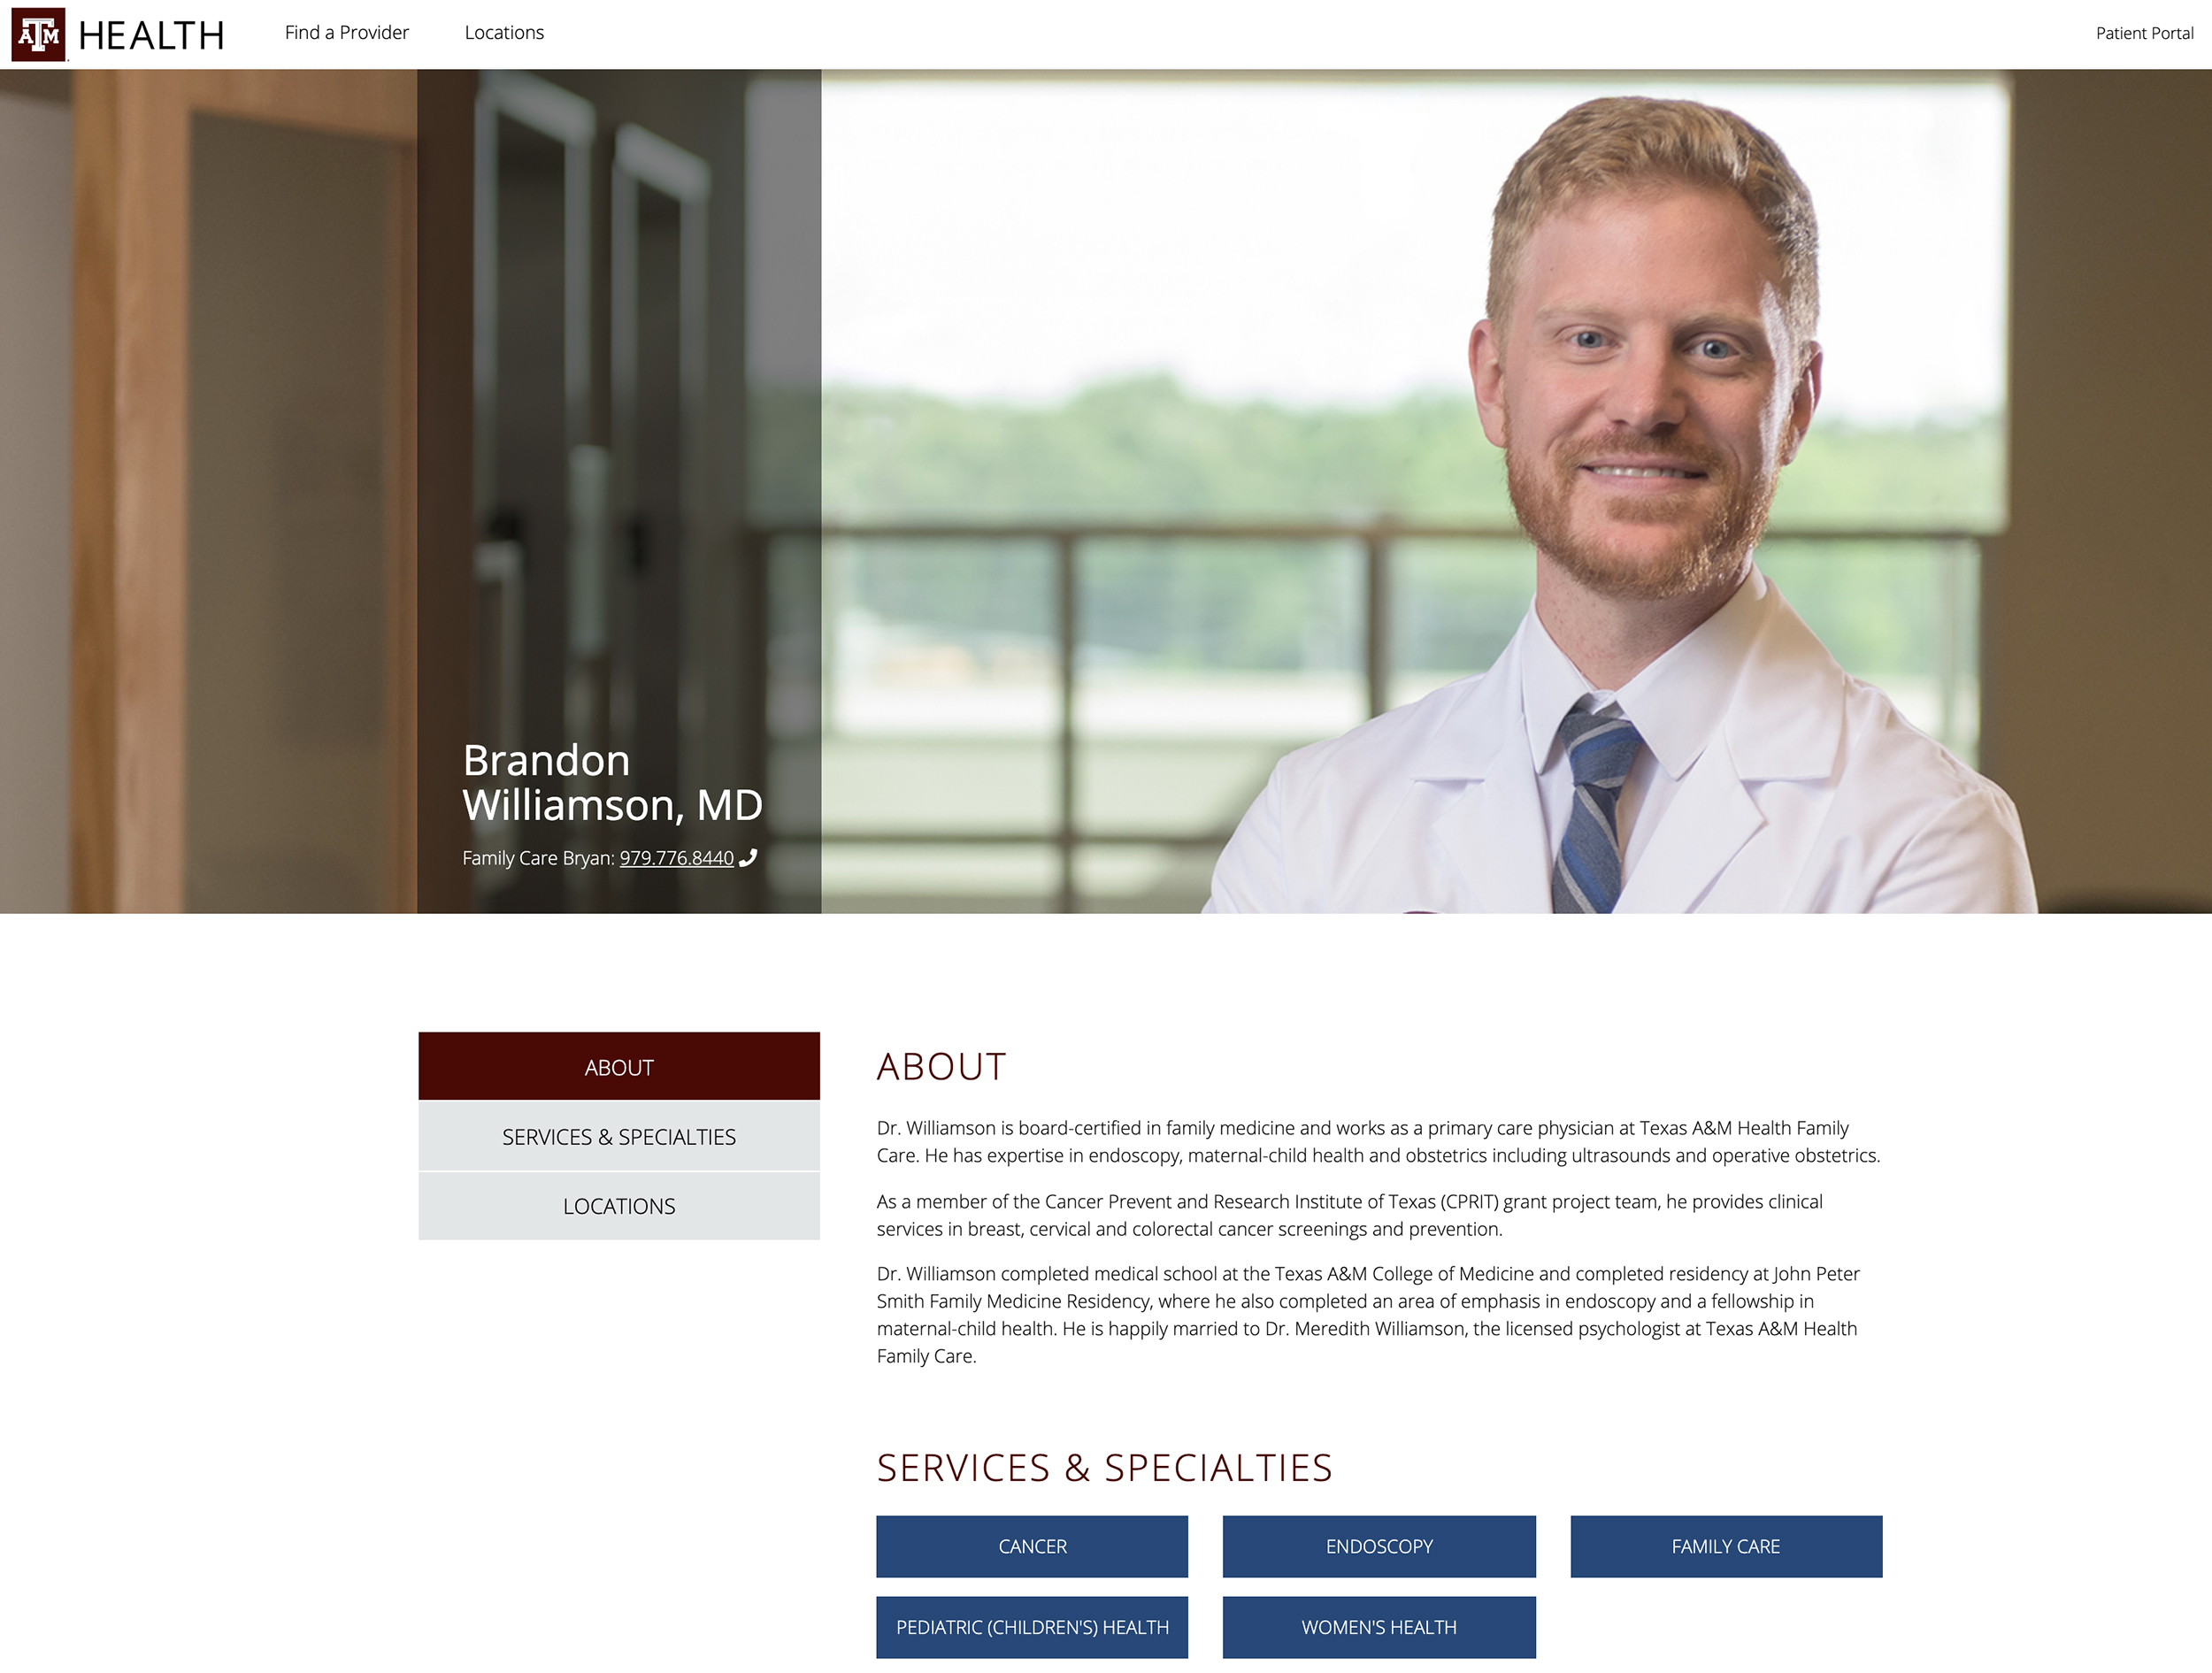 ATM HEALTH
Find a Provider
Locations
Patient Portal
Brandon
Williamson, MD
Family Care Bryan: 979.776.8440
ABOUT
SERVICES & SPECIALTIES
LOCATIONS
ABOUT
Dr. Williamson is board-certified in family medicine and works as a primary care physician at Texas A&M Health Family
Care. He has expertise in endoscopy, maternal-child health and obstetrics including ultrasounds and operative obstetrics.
As a member of the Cancer Prevent and Research Institute of Texas (CPRIT) grant project team, he provides clinical
services in breast, cervical and colorectal cancer screenings and prevention.
Dr. Williamson completed medical school at the Texas A&M College of Medicine and completed residency at John Peter
Smith Family Medicine Residency, where he also completed an area of emphasis in endoscopy and a fellowship in
maternal-child health. He is happily married to Dr. Meredith Williamson, the licensed psychologist at Texas A&M Health
Family Care.
SERVICES & SPECIALTIES
CANCER
ENDOSCOPY
FAMILY CARE
PEDIATRIC (CHILDREN'S) HEALTH
WOMEN'S HEALTH